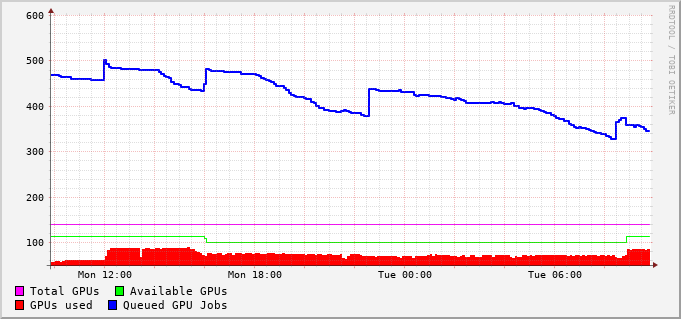 600
500
400
300
200
100
Mon 12:00 Mon 18:00 Tue 00:00 Tue 06:00
Total GPUs Available GPUs
GPUs used Queued GPU Jobs
RRDTOOL / TOBI OETIKER